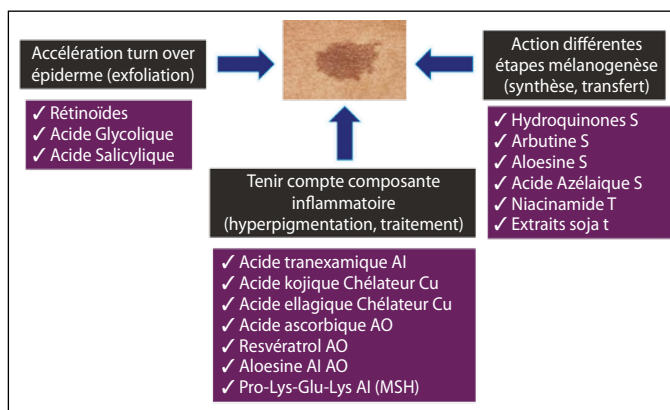 Accélération turn over
épiderme (exfoliation)
✓ Rétinoïdes
✓ Acide Glycolique
✓ Acide Salicylique
Tenir compte composante
inflammatoire
(hyperpigmentation, traitement)
✓ Acide tranexamique AI
✓ Acide kojique Chélateur Cu
✓ Acide ellagique Chélateur Cu
✓ Acide ascorbique AO
✓ Resvératrol AO
✓ Aloesine AI AO
✓ Pro-Lys-Glu-Lys AI (MSH)
Action différentes
étapes mélanogenèse
(synthèse, transfert)
✓ Hydroquinones S
✓ Arbutine S
✓ Aloesine S
✓ Acide Azélaique S
✓ Niacinamide T
✓ Extraits soja t